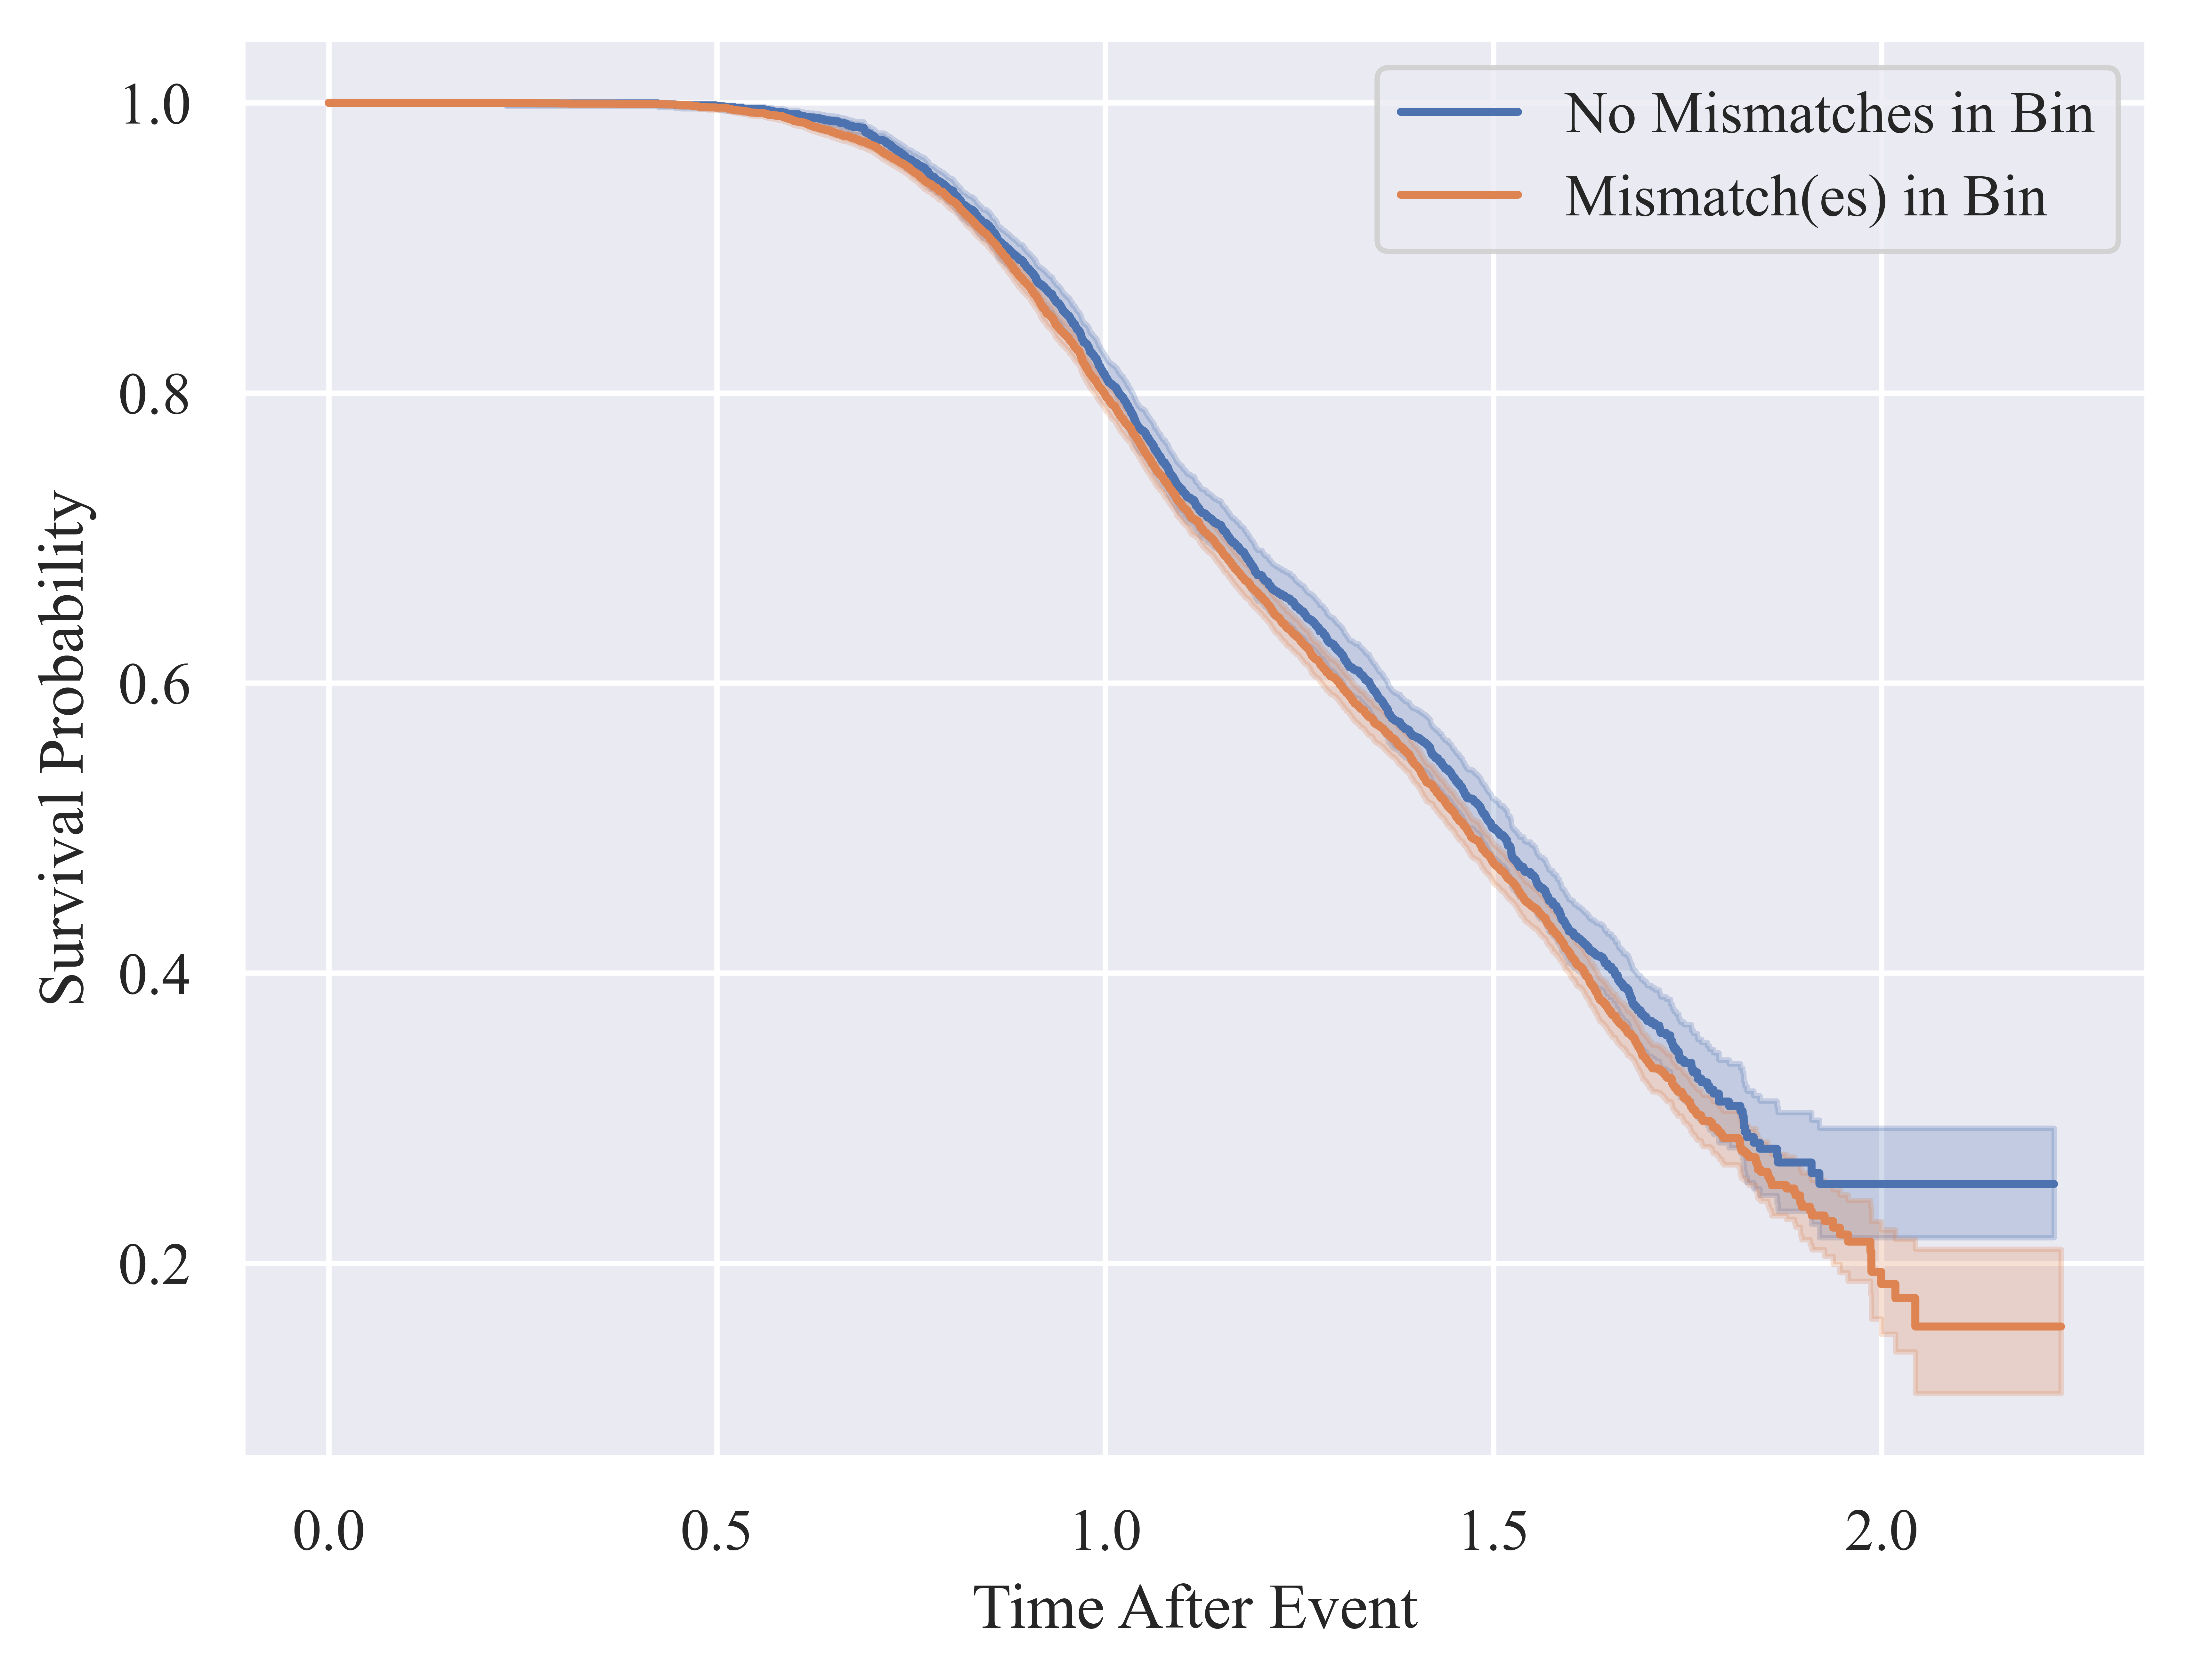 No Mismatches in Bin
Mismatch(es) in Bin
Survival Probability
1.0
0.8
0.6
0.4
0.2
0.0
0.5
1.0
1.5
2.0
Time After Event